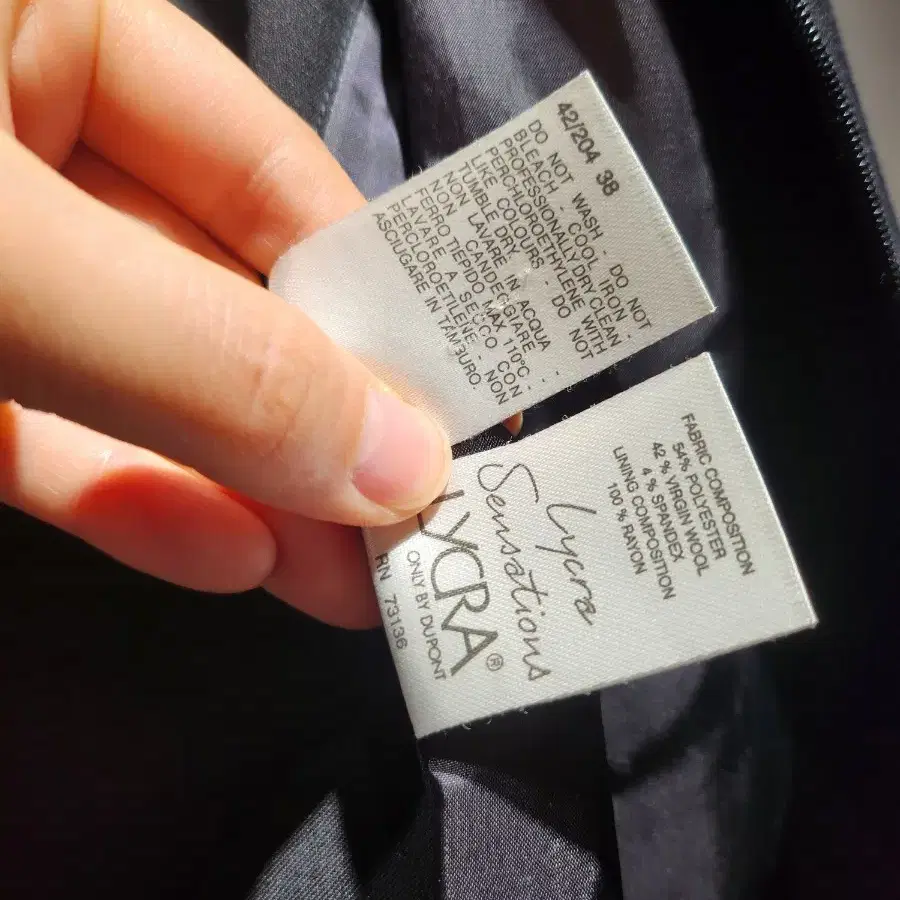 42/204 38
DO NOT WASH - DO NOT
BLEACH - COOL IRON -
PROFESSIONALLY DRY CLEAN
PERCHLOROETHYLENE WITH
LIKE COLOURS - DO NOT
TUMBLE DRY.
NON LAVARE IN ACQUA -
NON CANDEGGIARE -
FERRO TIEPIDO MAX 110°C -
LAVARE A SECCO CON
PERCLOROETILENE - NON
ASCIUGARE IN TAMBURO.
FABRIC COMPOSITION
54% POLYESTER
42 % VIRGIN WOOL
4 % SPANDEX
LINING COMPOSITION
100 % RAYON
Lycra
Sensations
LYCRA®
ONLY BY DUPONT
RN 73136